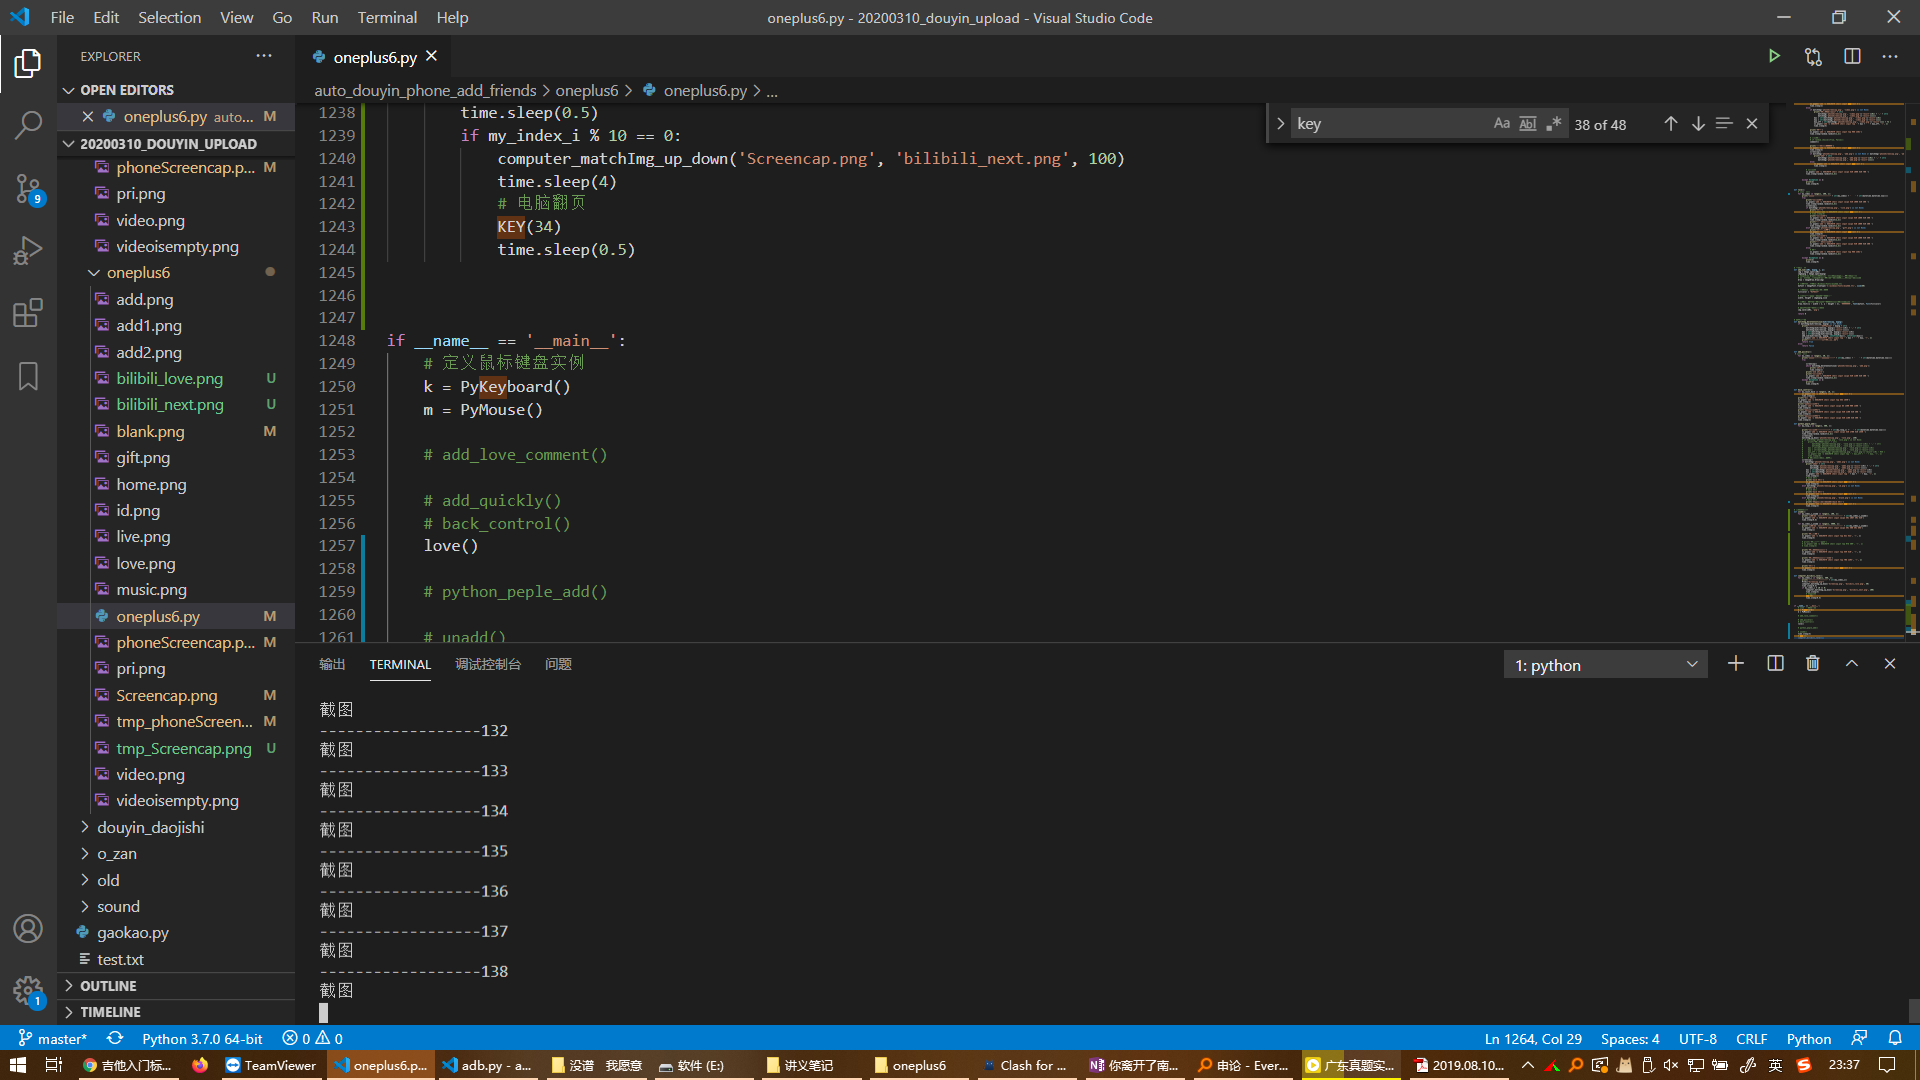 File Edit Selection View Go Run Terminal Help
oneplus6.py - 20200310_douyin_upload - Visual Studio Code
EXPLORER
OPEN EDITORS
oneplus6.py auto... M
20200310_DOUYIN_UPLOAD
phoneScreencap.p... M
pri.png
video.png
videoisempty.png
oneplus6
add.png
add1.png
add2.png
bilibili_love.png U
bilibili_next.png U
blank.png M
gift.png
home.png
id.png
live.png
love.png
music.png
oneplus6.py M
phoneScreencap.p... M
pri.png
Screencap.png M
tmp_phoneScreen... M
tmp_Screencap.png U
video.png
videoisempty.png
douyin_daojishi
o_zan
old
sound
gaokao.py
test.txt
OUTLINE
TIMELINE
9
1
oneplus6.py
auto_douyin_phone_add_friends > oneplus6 > oneplus6.py > ...
key Aa Abl .* 38 of 48
1238 time.sleep(0.5)
1239 if my_index_i % 10 == 0:
1240 computer_matchImg_up_down('Screencap.png', 'bilibili_next.png', 100)
1241 time.sleep(4)
1242 # 电脑翻页
1243 KEY(34)
1244 time.sleep(0.5)
1245
1246
1247
1248 if __name__ == '__main__':
1249 # 定义鼠标键盘实例
1250 k = PyKeyboard()
1251 m = PyMouse()
1252
1253 # add_love_comment()
1254
1255 # add_quickly()
1256 # back_control()
1257 love()
1258
1259 # python_peple_add()
1260
1261 # unadd()
输出 TERMINAL 调试控制台 问题
1: python
截图
------------------132
截图
------------------133
截图
------------------134
截图
------------------135
截图
------------------136
截图
------------------137
截图
------------------138
截图
master* Python 3.7.0 64-bit 0 0
Ln 1264, Col 29 Spaces: 4 UTF-8 CRLF Python
吉他入门标... TeamViewer oneplus6.p... adb.py - a... 没谱 我愿意 软件 (E:) 讲义笔记 oneplus6 Clash for ... 你离开了南... 申论 - Ever... 广东真题实... 2019.08.10... 英 23:37